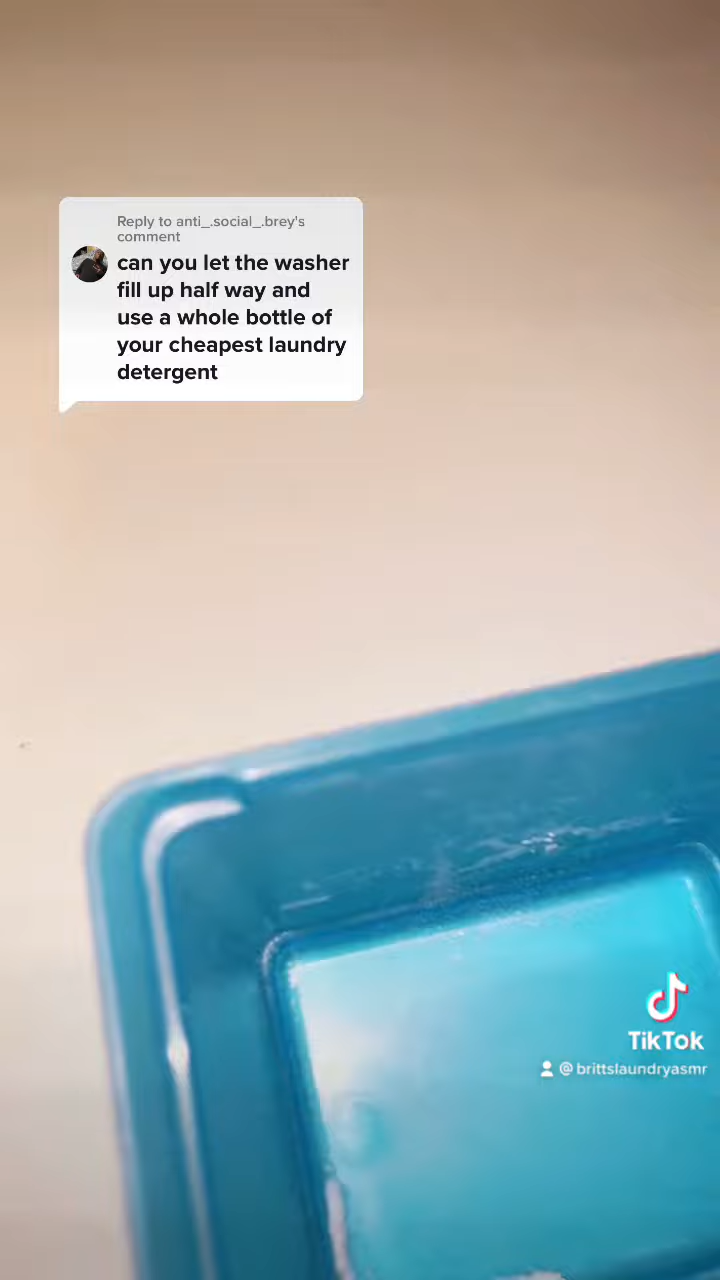 Reply to anti_.social_.brey's
comment
can you let the washer
fill up half way and
use a whole bottle of
your cheapest laundry
detergent
TikTok
@brittslaundryasmr